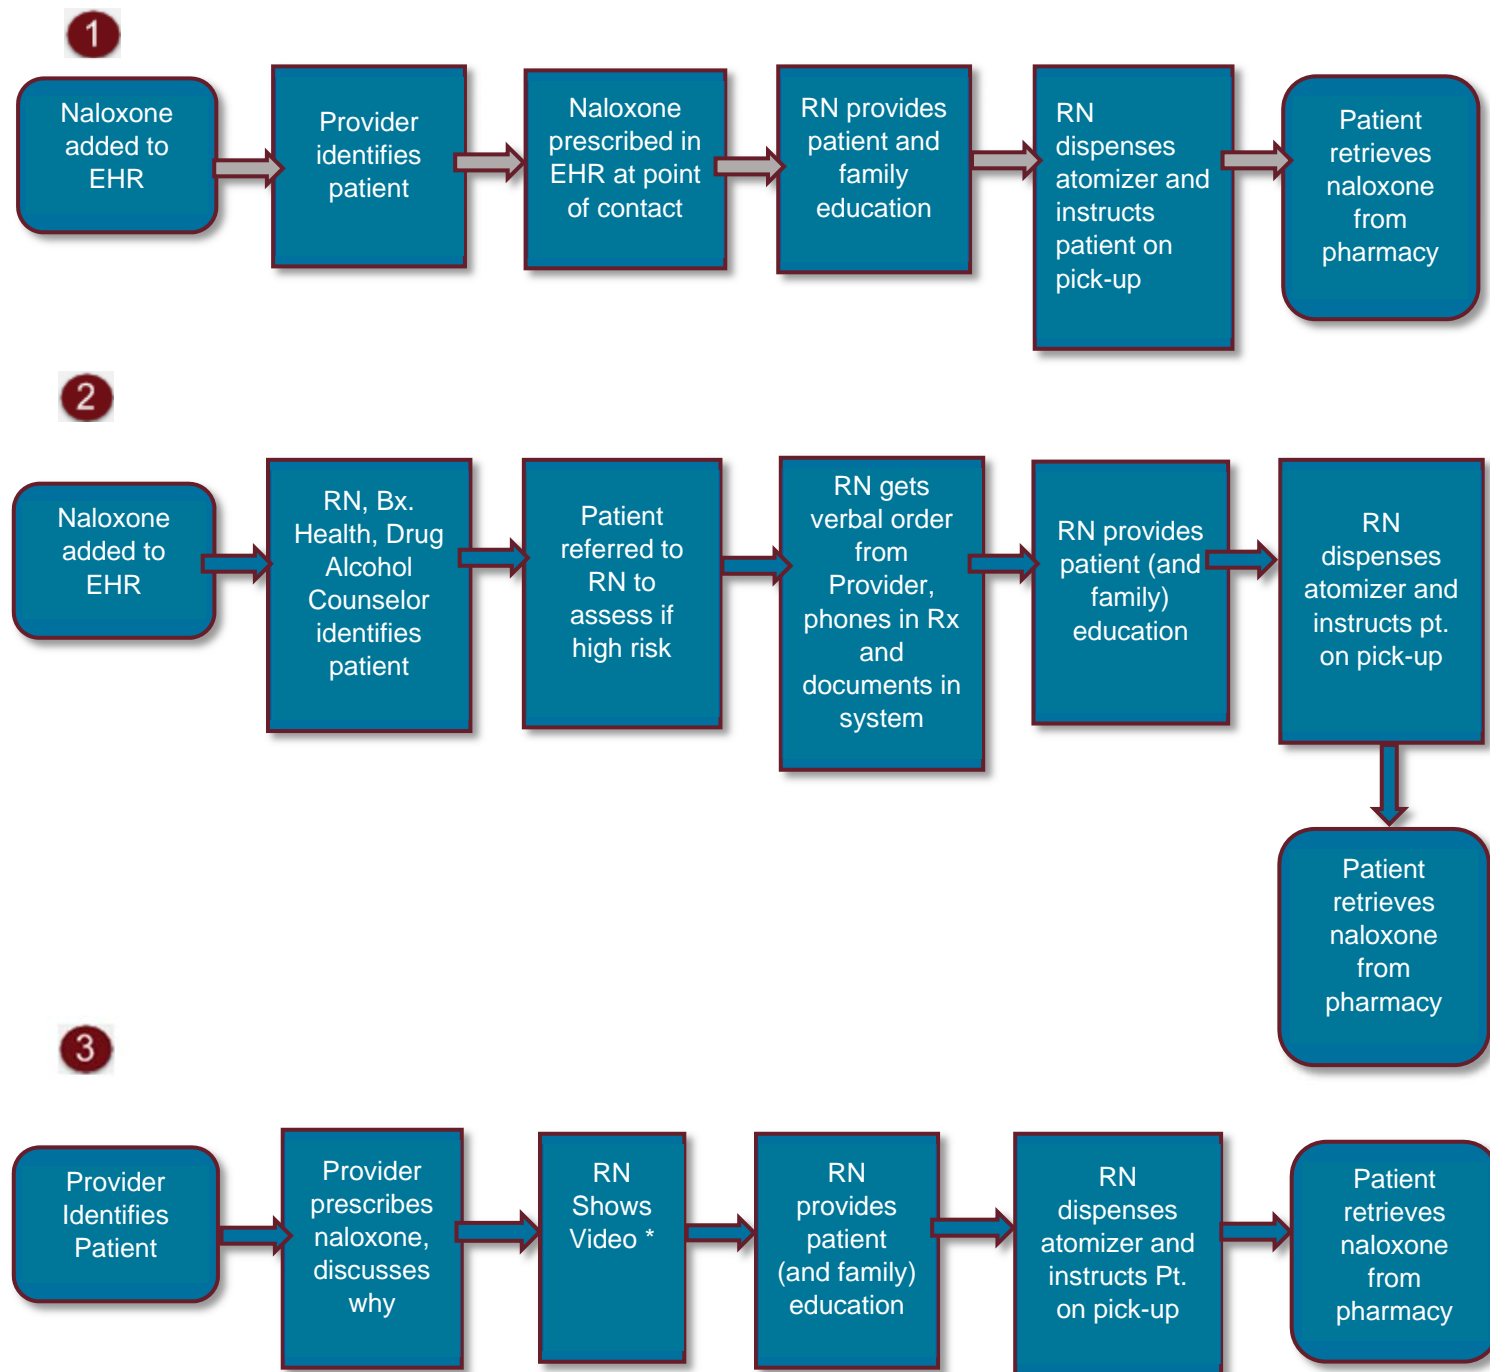 1
Naloxone
added to
EHR
Provider
identifies
patient
Naloxone
prescribed in
EHR at point
of contact
RN provides
patient and
family
education
RN
dispenses
atomizer and
instructs
patient on
pick-up
Patient
retrieves
naloxone
from
pharmacy
2
Naloxone
added to
EHR
RN, Bx.
Health, Drug
Alcohol
Counselor
identifies
patient
Patient
referred to
RN to
assess if
high risk
RN gets
verbal order
from
Provider,
phones in Rx
and
documents in
system
RN provides
patient (and
family)
education
RN
dispenses
atomizer and
instructs pt.
on pick-up
Patient
retrieves
naloxone
from
pharmacy
3
Provider
Identifies
Patient
Provider
prescribes
naloxone,
discusses
why
RN
Shows
Video *
RN
provides
patient
(and family)
education
RN
dispenses
atomizer and
instructs Pt.
on pick-up
Patient
retrieves
naloxone
from
pharmacy